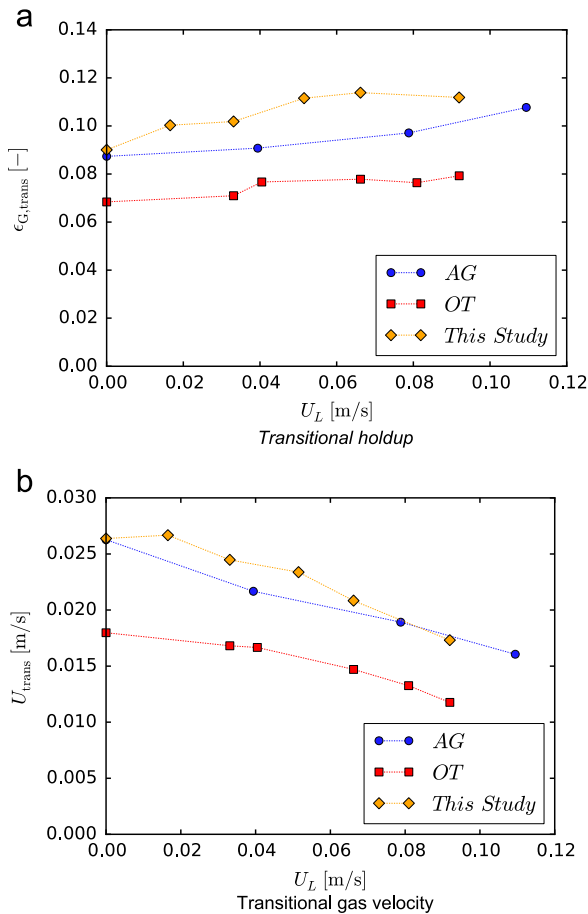 a
0.14
0.12
0.10
0.08
0.06
0.04
0.02
0.00
ϵG,trans [−]
AG
OT
This Study
0.00 0.02 0.04 0.06 0.08 0.10 0.12
UL [m/s]
Transitional holdup
b
0.030
0.025
0.020
0.015
0.010
0.005
0.000
Utrans [m/s]
AG
OT
This Study
0.00 0.02 0.04 0.06 0.08 0.10 0.12
UL [m/s]
Transitional gas velocity